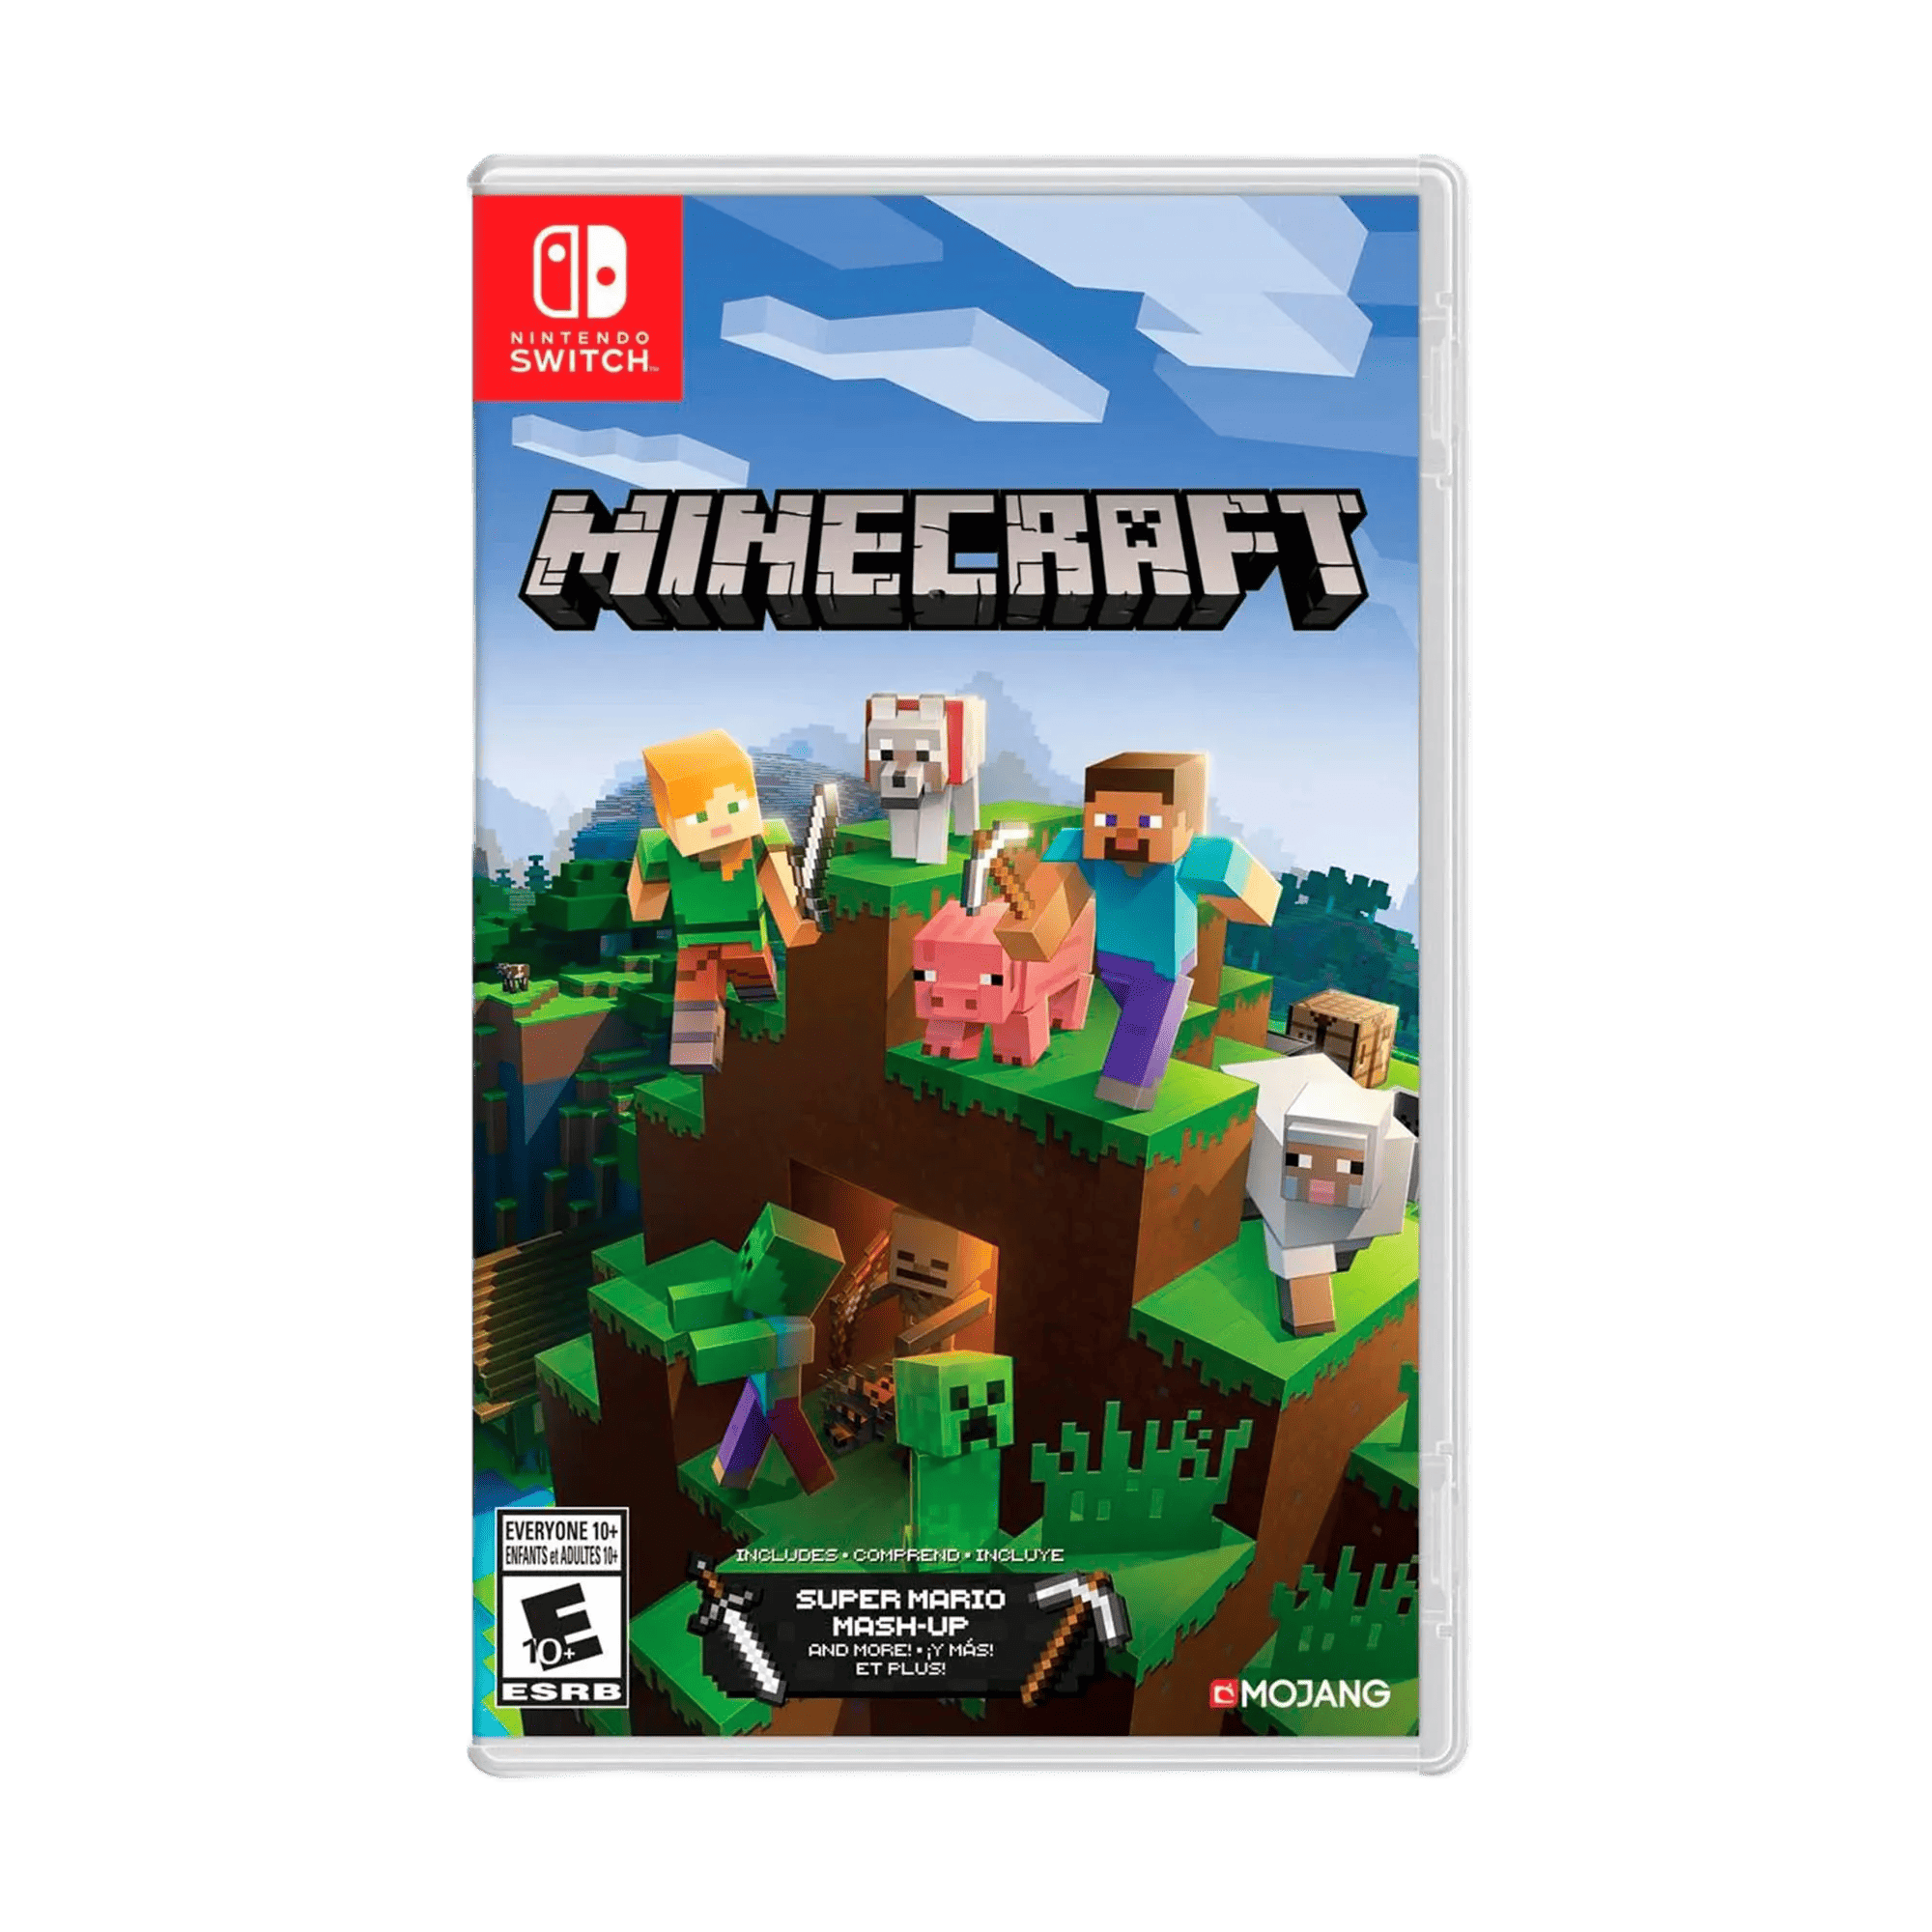 NINTENDO
SWITCH™
MINECRAFT
EVERYONE 10+
ENFANTS et ADULTES 10+
E
10+
ESRB
INCLUDES • COMPREND • INCLUYE
SUPER MARIO
MASH-UP
AND MORE! • ¡Y MÁS!
ET PLUS!
MOJANG